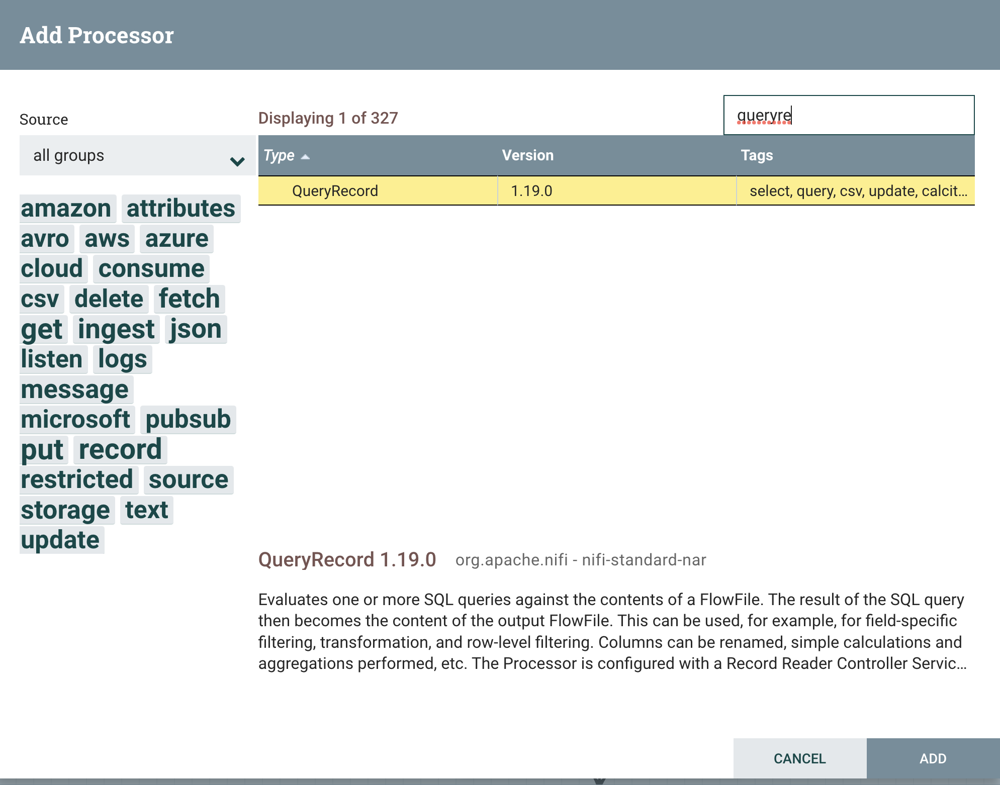 Add Processor
Source
Displaying 1 of 327
queryre
all groups
Type Version Tags
QueryRecord 1.19.0 select, query, csv, update, calcit...
amazon attributes
avro aws azure
cloud consume
csv delete fetch
get ingest json
listen logs
message
microsoft pubsub
put record
restricted source
storage text
update
QueryRecord 1.19.0 org.apache.nifi - nifi-standard-nar
Evaluates one or more SQL queries against the contents of a FlowFile. The result of the SQL query
then becomes the content of the output FlowFile. This can be used, for example, for field-specific
filtering, transformation, and row-level filtering. Columns can be renamed, simple calculations and
aggregations performed, etc. The Processor is configured with a Record Reader Controller Servic...
CANCEL ADD